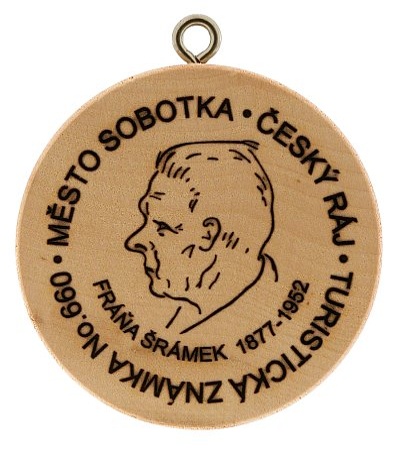 • MĚSTO SOBOTKA • ČESKÝ RÁJ • TURISTICKÁ ZNÁMKA No.660
FRÁŇA ŠRÁMEK 1877-1952